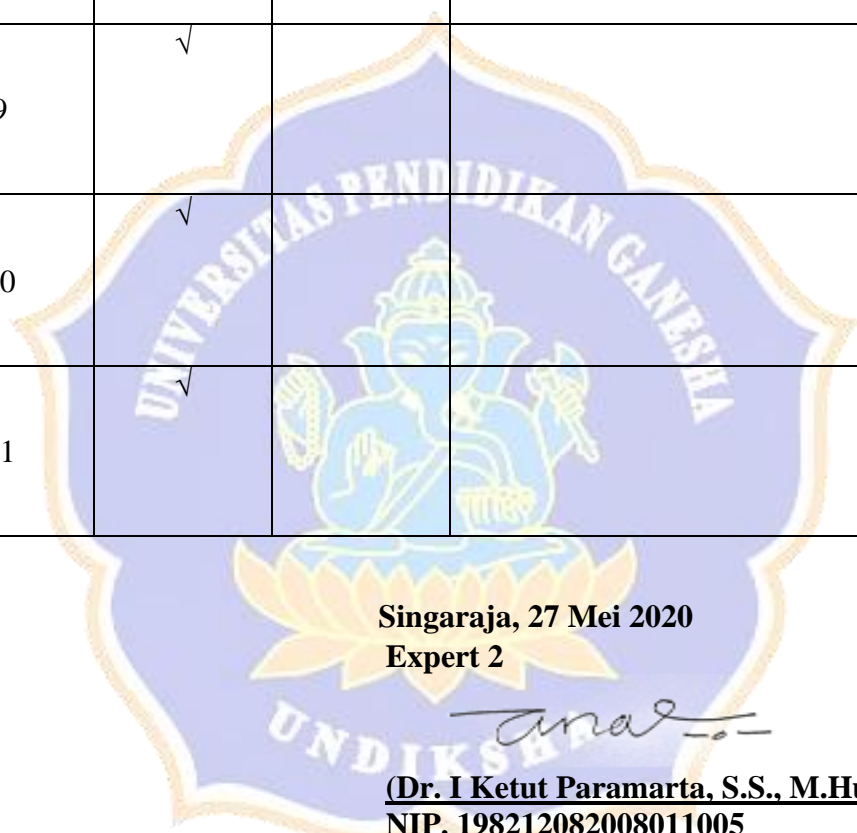 √
9
√
0
√
1
UNIVERSITAS PENDIDIKAN GANESHA
Singaraja, 27 Mei 2020
Expert 2
UNDIKSHA
(Dr. I Ketut Paramarta, S.S., M.Hu
NIP. 198212082008011005